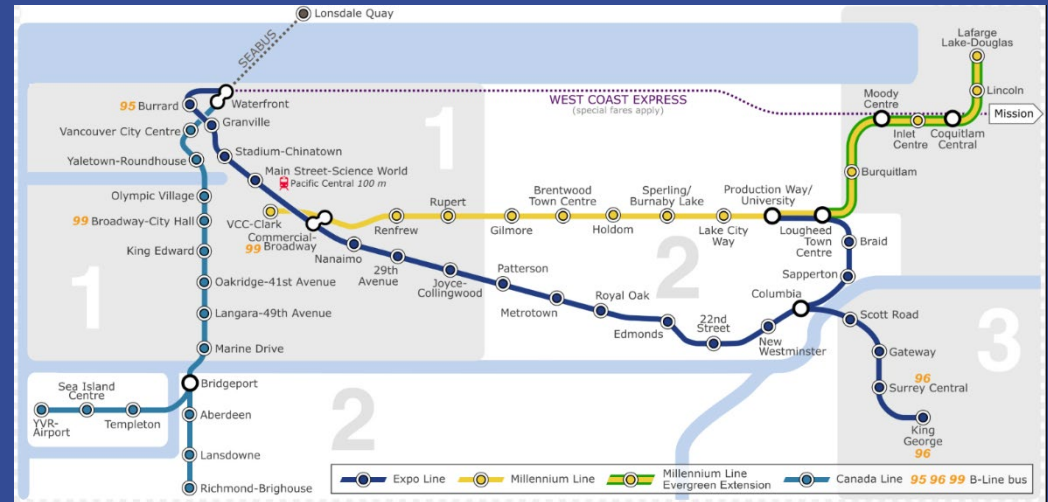 Lonsdale Quay
SEABUS
Lafarge
Lake-Douglas
Lincoln
Moody
Centre
Inlet
Centre
Coquitlam
Central
Mission
WEST COAST EXPRESS
(special fares apply)
95 Burrard
Waterfront
Granville
Vancouver City Centre
Stadium-Chinatown
Yaletown-Roundhouse
Main Street-Science World
Pacific Central 100 m
1
Burquitlam
Olympic Village
99 Broadway-City Hall
King Edward
Oakridge-41st Avenue
Langara-49th Avenue
Marine Drive
1
VCC-Clark
Commercial-
99 Broadway
Renfrew
Rupert
Gilmore
Brentwood
Town Centre
Holdom
Sperling/
Burnaby Lake
Lake City
Way
Production Way/
University
Lougheed
Town
Centre
2
Braid
Sapperton
Columbia
Nanaimo
29th
Avenue
Joyce-
Collingwood
Patterson
Metrotown
Royal Oak
Edmonds
22nd
Street
New
Westminster
Scott Road
Gateway
3
96
Surrey Central
King
George
96
Bridgeport
Sea Island
Centre
YVR-
Airport
Templeton
Aberdeen
Lansdowne
Richmond-Brighouse
2
Expo Line
Millennium Line
Millennium Line
Evergreen Extension
Canada Line
95 96 99 B-Line bus